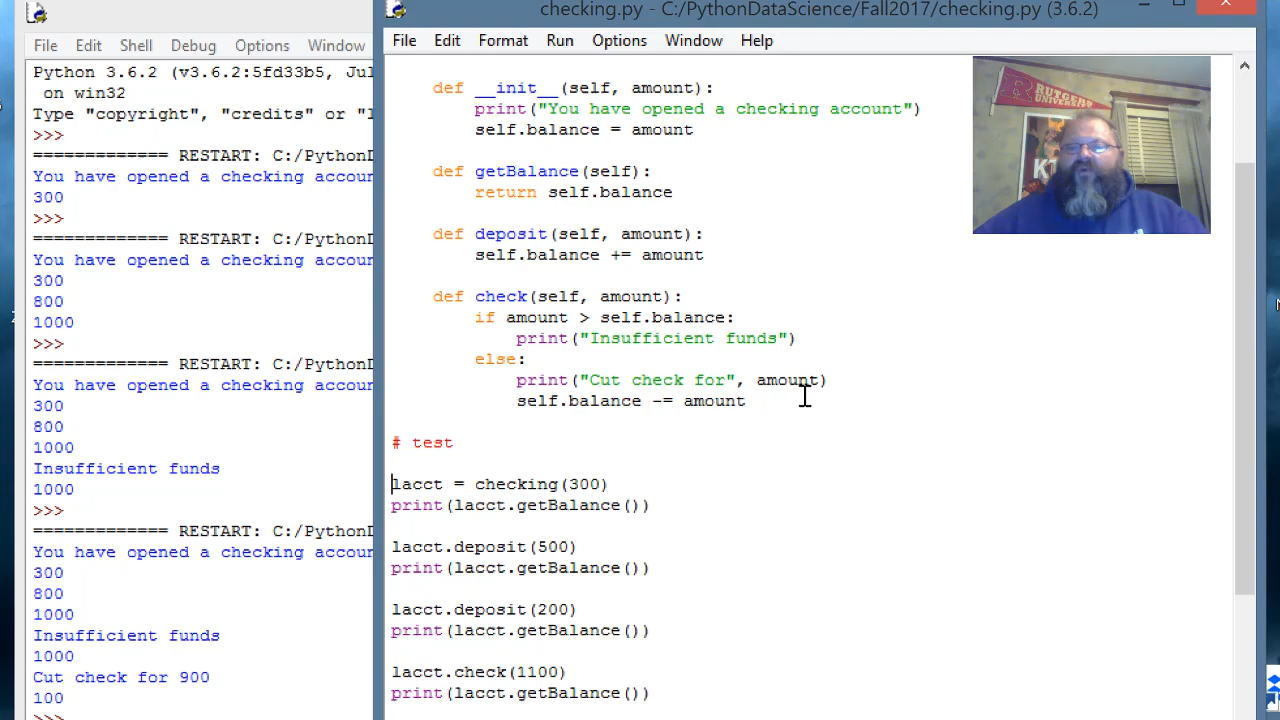 File Edit Shell Debug Options Window
Python 3.6.2 (v3.6.2:5fd33b5, Jul
on win32
Type "copyright", "credits" or "l
>>>
============= RESTART: C:/PythonD
You have opened a checking accoun
300
>>>
============= RESTART: C:/PythonD
You have opened a checking accoun
300
800
1000
>>>
============= RESTART: C:/PythonD
You have opened a checking accoun
300
800
1000
Insufficient funds
1000
>>>
============= RESTART: C:/PythonD
You have opened a checking accoun
300
800
1000
Insufficient funds
1000
Cut check for 900
100
>>>
checking.py - C:/PythonDataScience/Fall2017/checking.py (3.6.2)
File Edit Format Run Options Window Help
def __init__(self, amount):
print("You have opened a checking account")
self.balance = amount
def getBalance(self):
return self.balance
def deposit(self, amount):
self.balance += amount
def check(self, amount):
if amount > self.balance:
print("Insufficient funds")
else:
print("Cut check for", amount)
self.balance -= amount
# test
lacct = checking(300)
print(lacct.getBalance())
lacct.deposit(500)
print(lacct.getBalance())
lacct.deposit(200)
print(lacct.getBalance())
lacct.check(1100)
print(lacct.getBalance())
R RUTGERS
UNIVERSITY